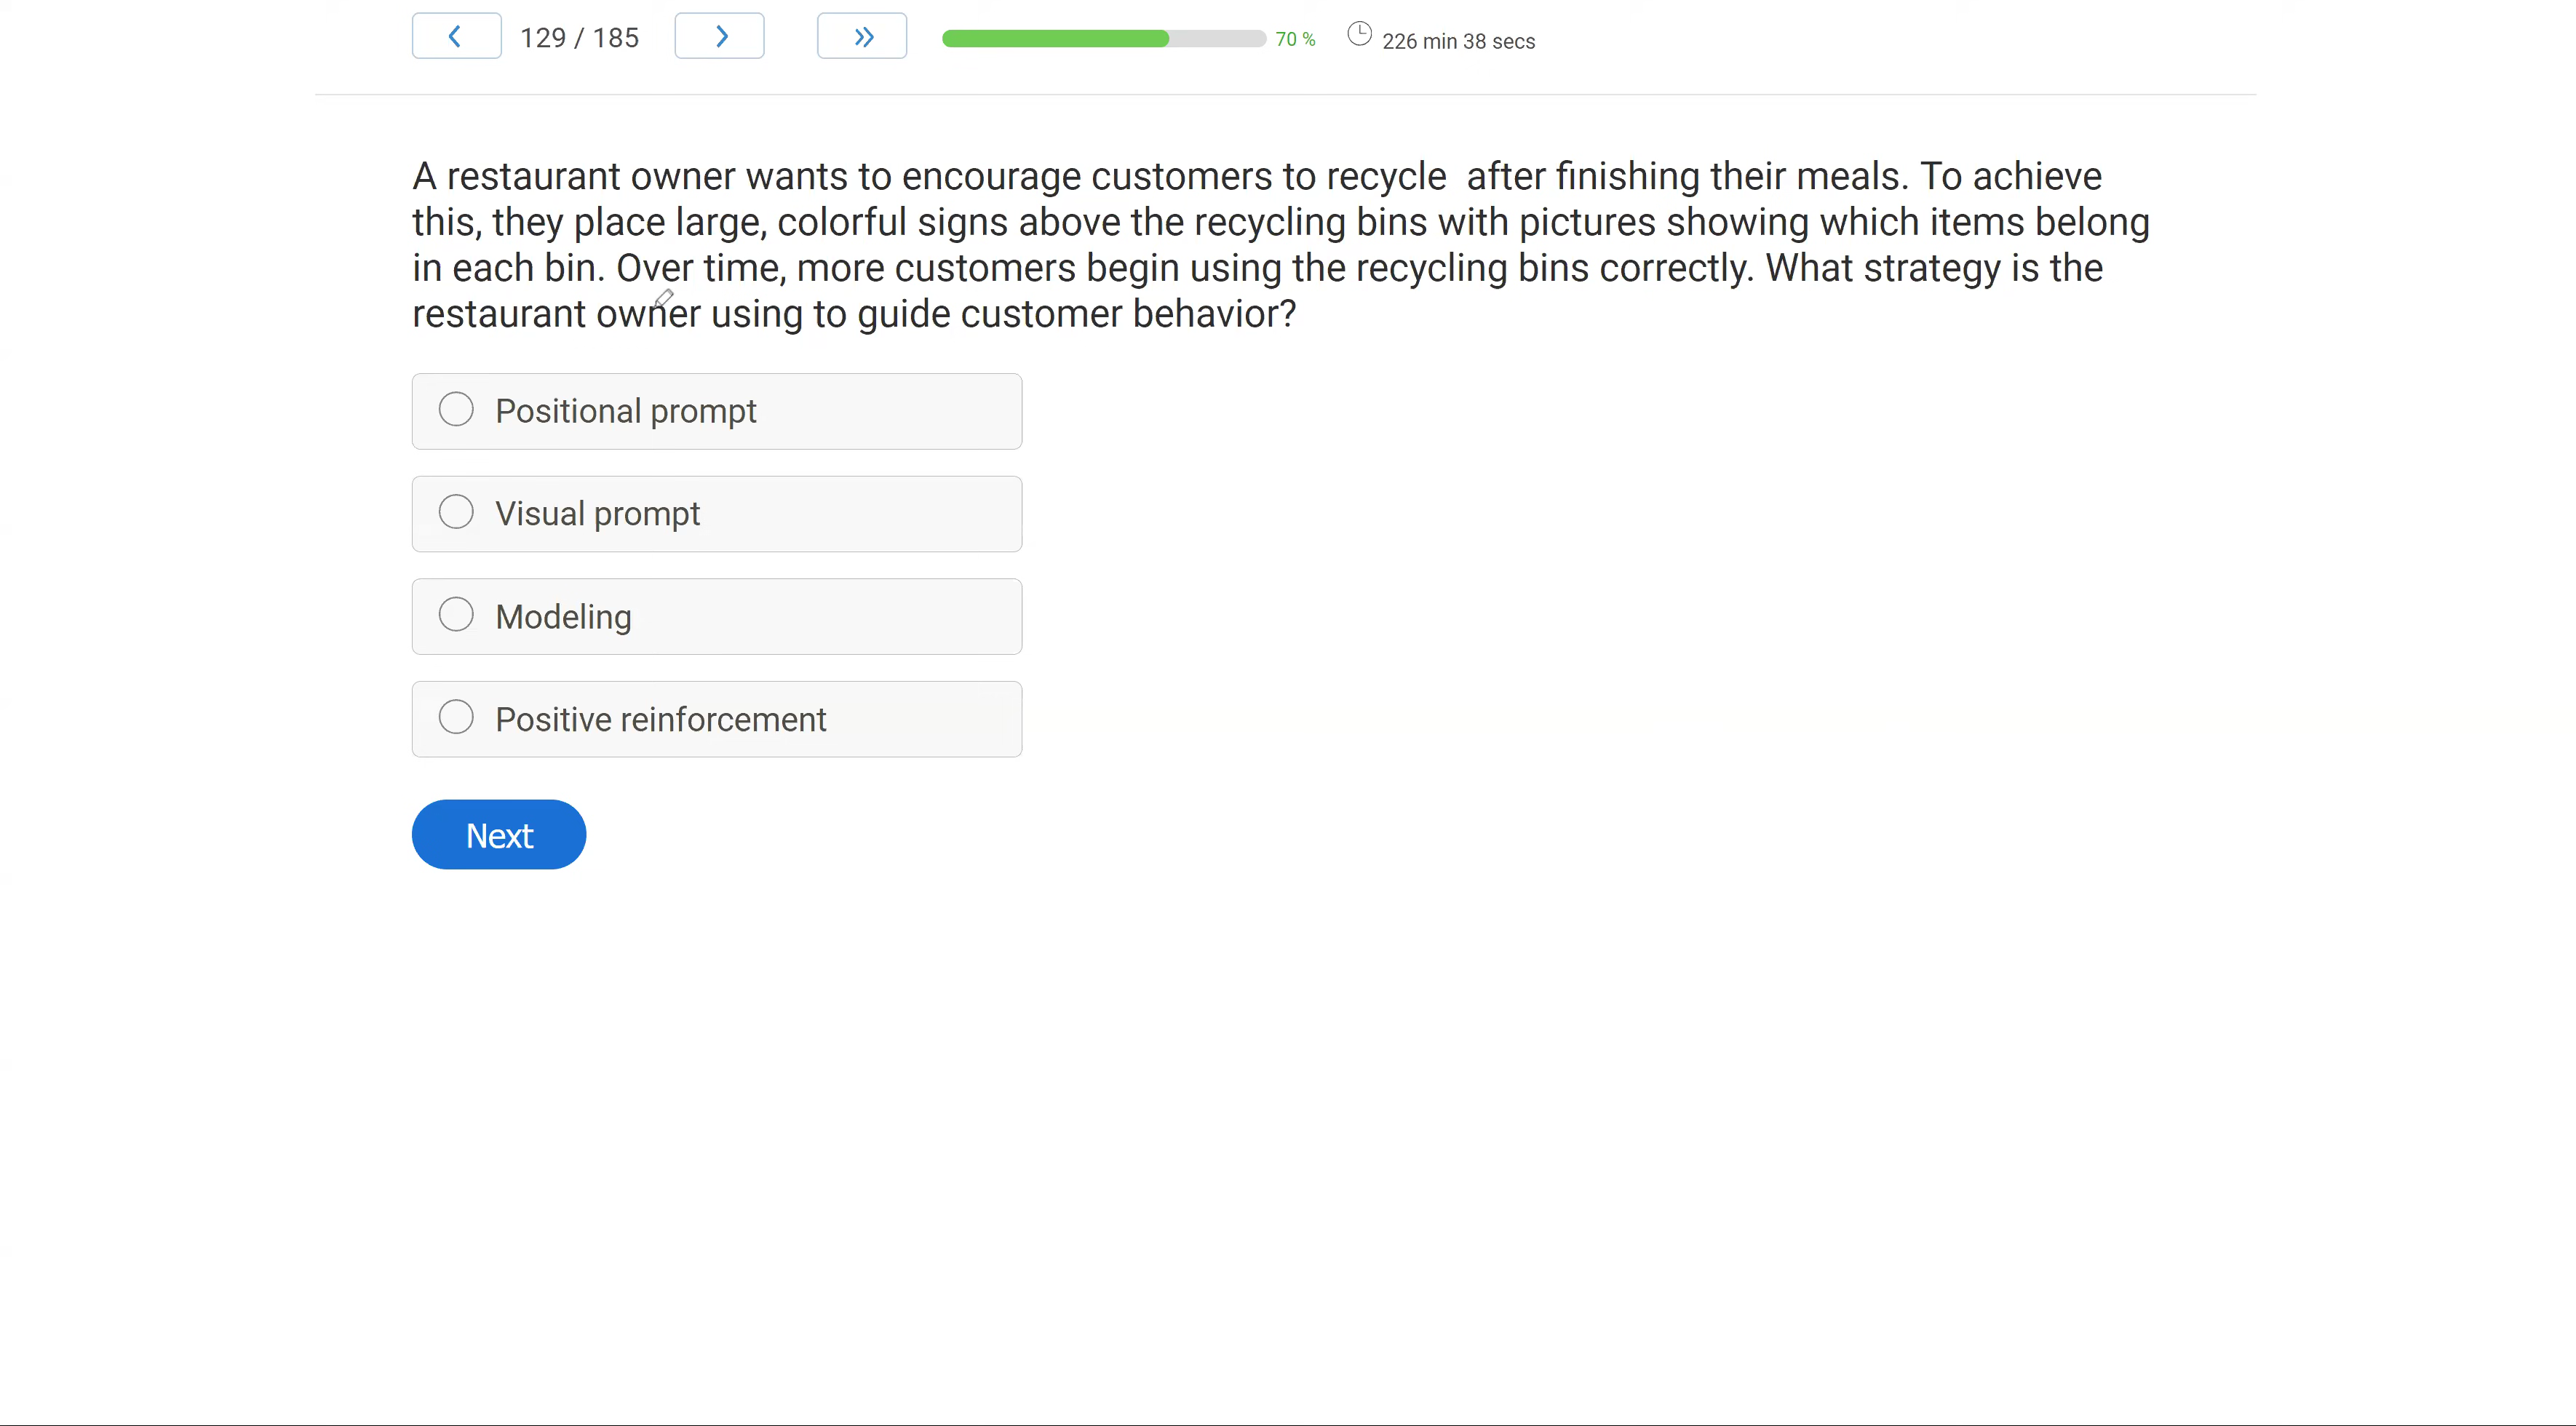 129 / 185
70 %
226 min 38 secs
A restaurant owner wants to encourage customers to recycle  after finishing their meals. To achieve
this, they place large, colorful signs above the recycling bins with pictures showing which items belong
in each bin. Over time, more customers begin using the recycling bins correctly. What strategy is the
restaurant owner using to guide customer behavior?
Positional prompt
Visual prompt
Modeling
Positive reinforcement
Next